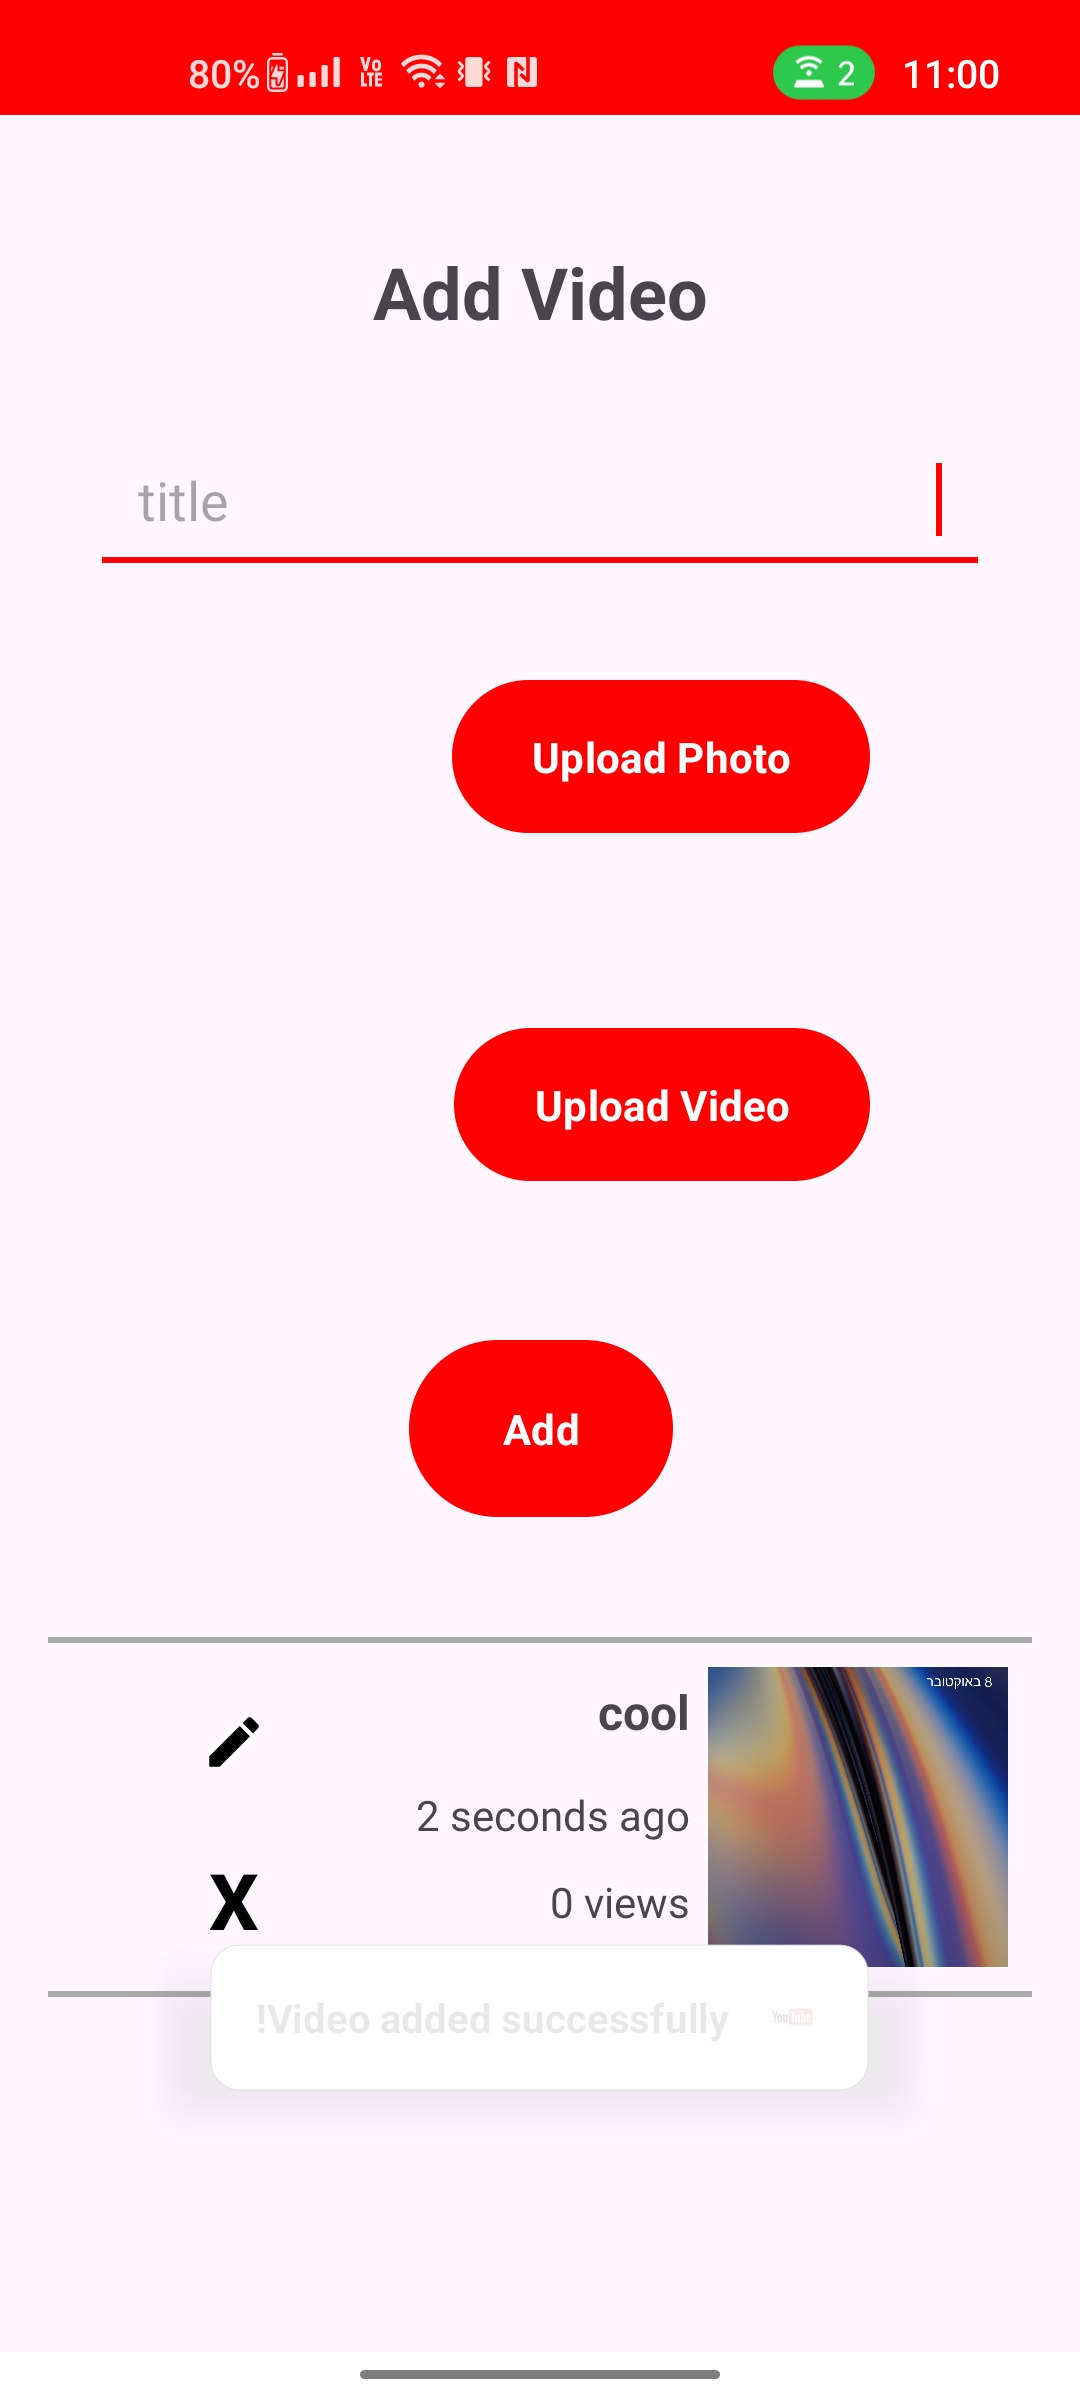 80% Vo LTE 2 11:00
Add Video
title
Upload Photo
Upload Video
Add
8 באוקטובר
cool
2 seconds ago
X
0 views
!Video added successfully YouTube